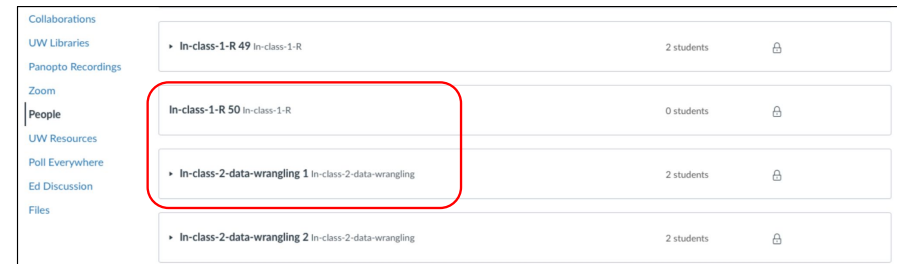 Collaborations
UW Libraries
Panopto Recordings
Zoom
People
UW Resources
Poll Everywhere
Ed Discussion
Files
In-class-1-R 49 In-class-1-R 2 students
In-class-1-R 50 In-class-1-R 0 students
In-class-2-data-wrangling 1 In-class-2-data-wrangling 2 students
In-class-2-data-wrangling 2 In-class-2-data-wrangling 2 students